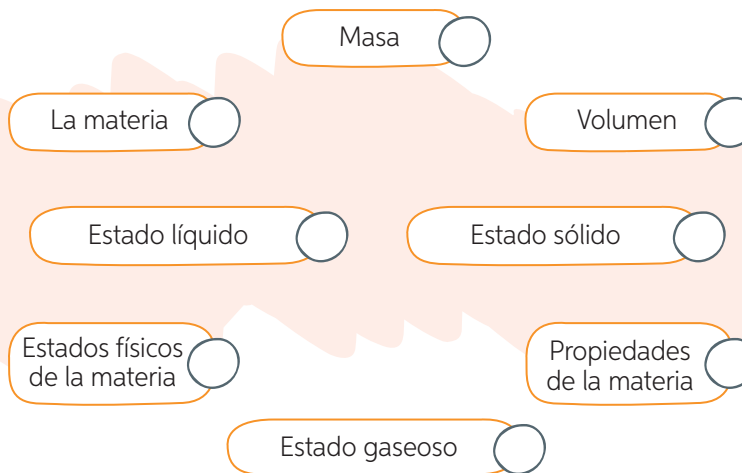 Masa
La materia
Volumen
Estado líquido
Estado sólido
Estados físicos
de la materia
Propiedades
de la materia
Estado gaseoso